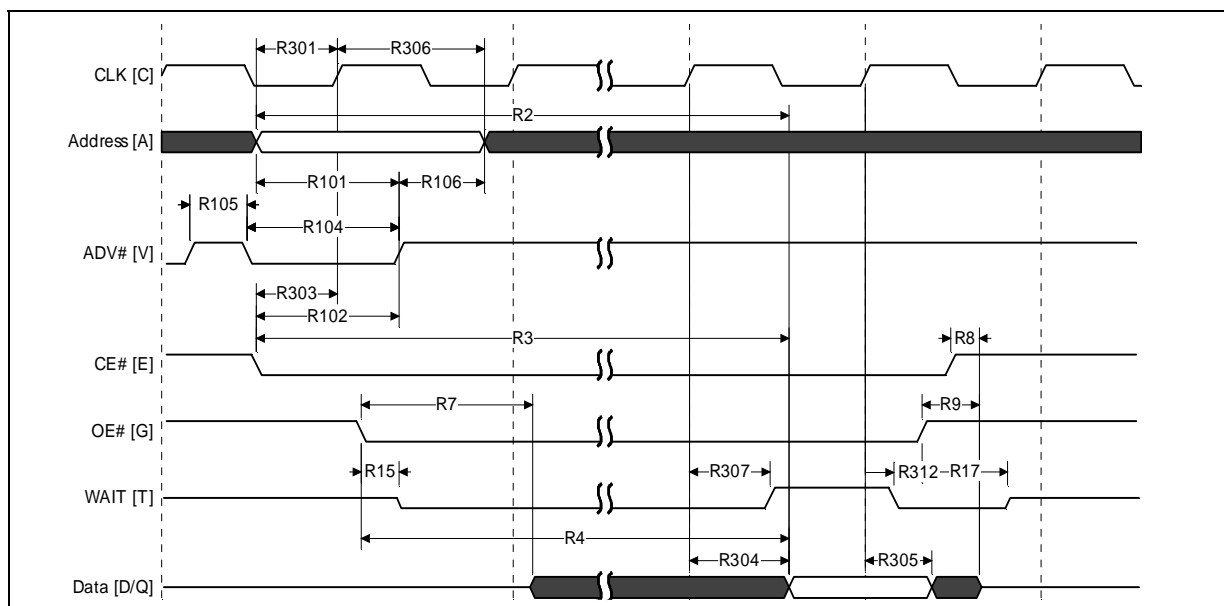 R301
R306
CLK [C]
R2
Address [A]
R101
R106
R105
R104
ADV# [V]
R303
R102
R3
R8
CE# [E]
R7
R9
OE# [G]
R15
R307
R312
R17
WAIT [T]
R4
R304
R305
Data [D/Q]